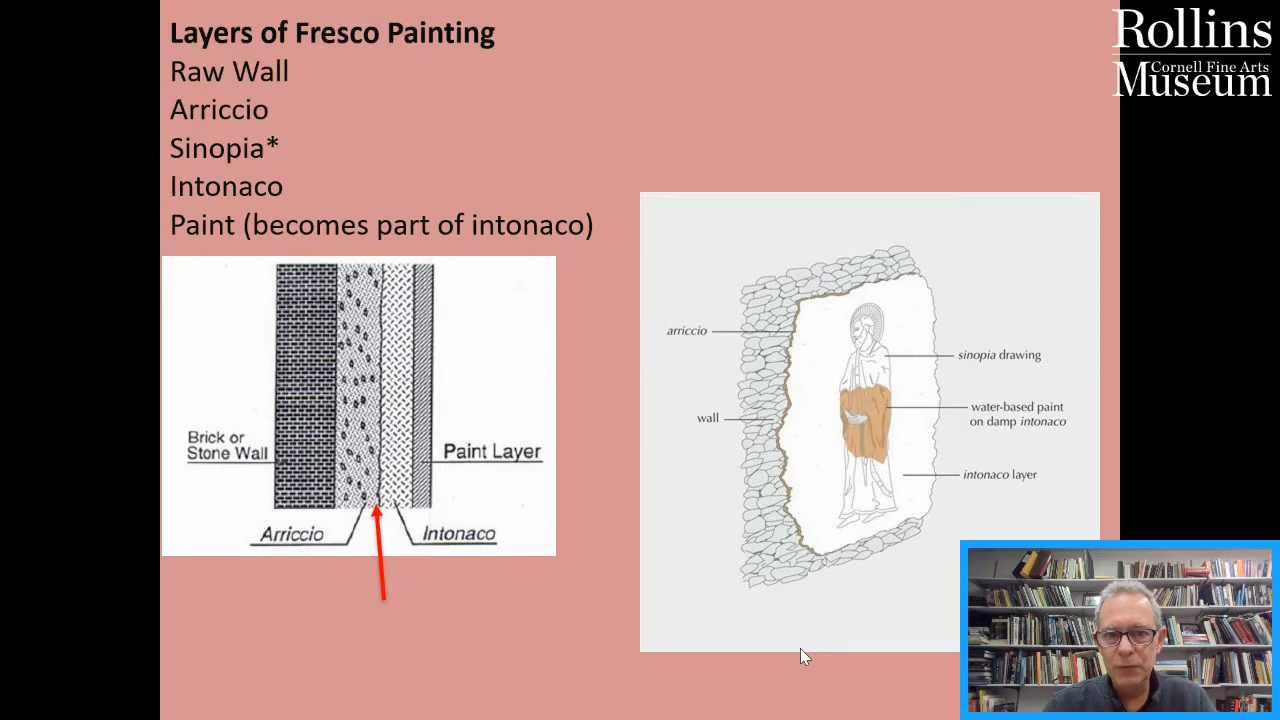 Layers of Fresco Painting
Raw Wall
Arriccio
Sinopia*
Intonaco
Paint (becomes part of intonaco)
Rollins
Cornell Fine Arts
Museum
Brick or
Stone Wall
Paint Layer
Arriccio
Intonaco
arriccio
wall
sinopia drawing
water-based paint
on damp intonaco
intonaco layer